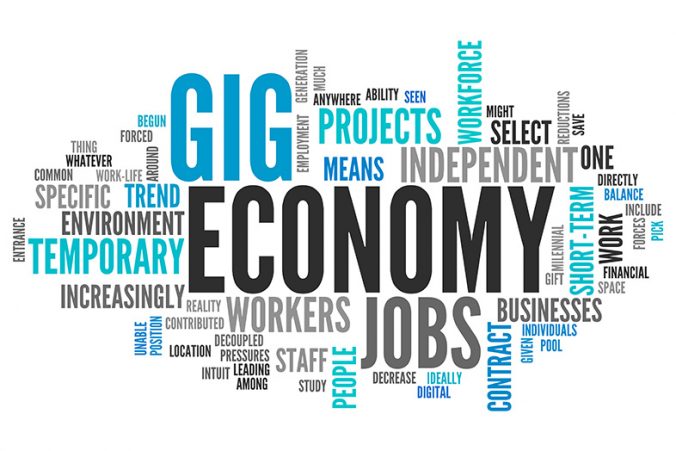 GENERATION
MUCH
ANYWHERE
ABILITY
SEEN
WORKFORCE
MIGHT
SELECT
REDUCTIONS
SAVE
BEGUN
FORCED
GIG
EMPLOYMENT
PROJECTS
MEANS
INDEPENDENT
ONE
THING
WHATEVER
COMMON
WORK-LIFE
AROUND
SPECIFIC
TREND
DIRECTLY
BALANCE
ENTRANCE
ENVIRONMENT
TEMPORARY
ECONOMY
MILLENNIAL
GIFT
SHORT-TERM
WORK
FORCES
INCLUDE
PICK
FINANCIAL
SPACE
INCREASINGLY
REALITY
CONTRIBUTED
WORKERS
JOBS
BUSINESSES
UNABLE
POSITION
LOCATION
DECOUPLED
PRESSURES
INTUIT
LEADING
AMONG
STAFF
STUDY
PEOPLE
DECREASE
IDEALLY
DIGITAL
CONTRACT
GIVEN
INDIVIDUALS
POOL